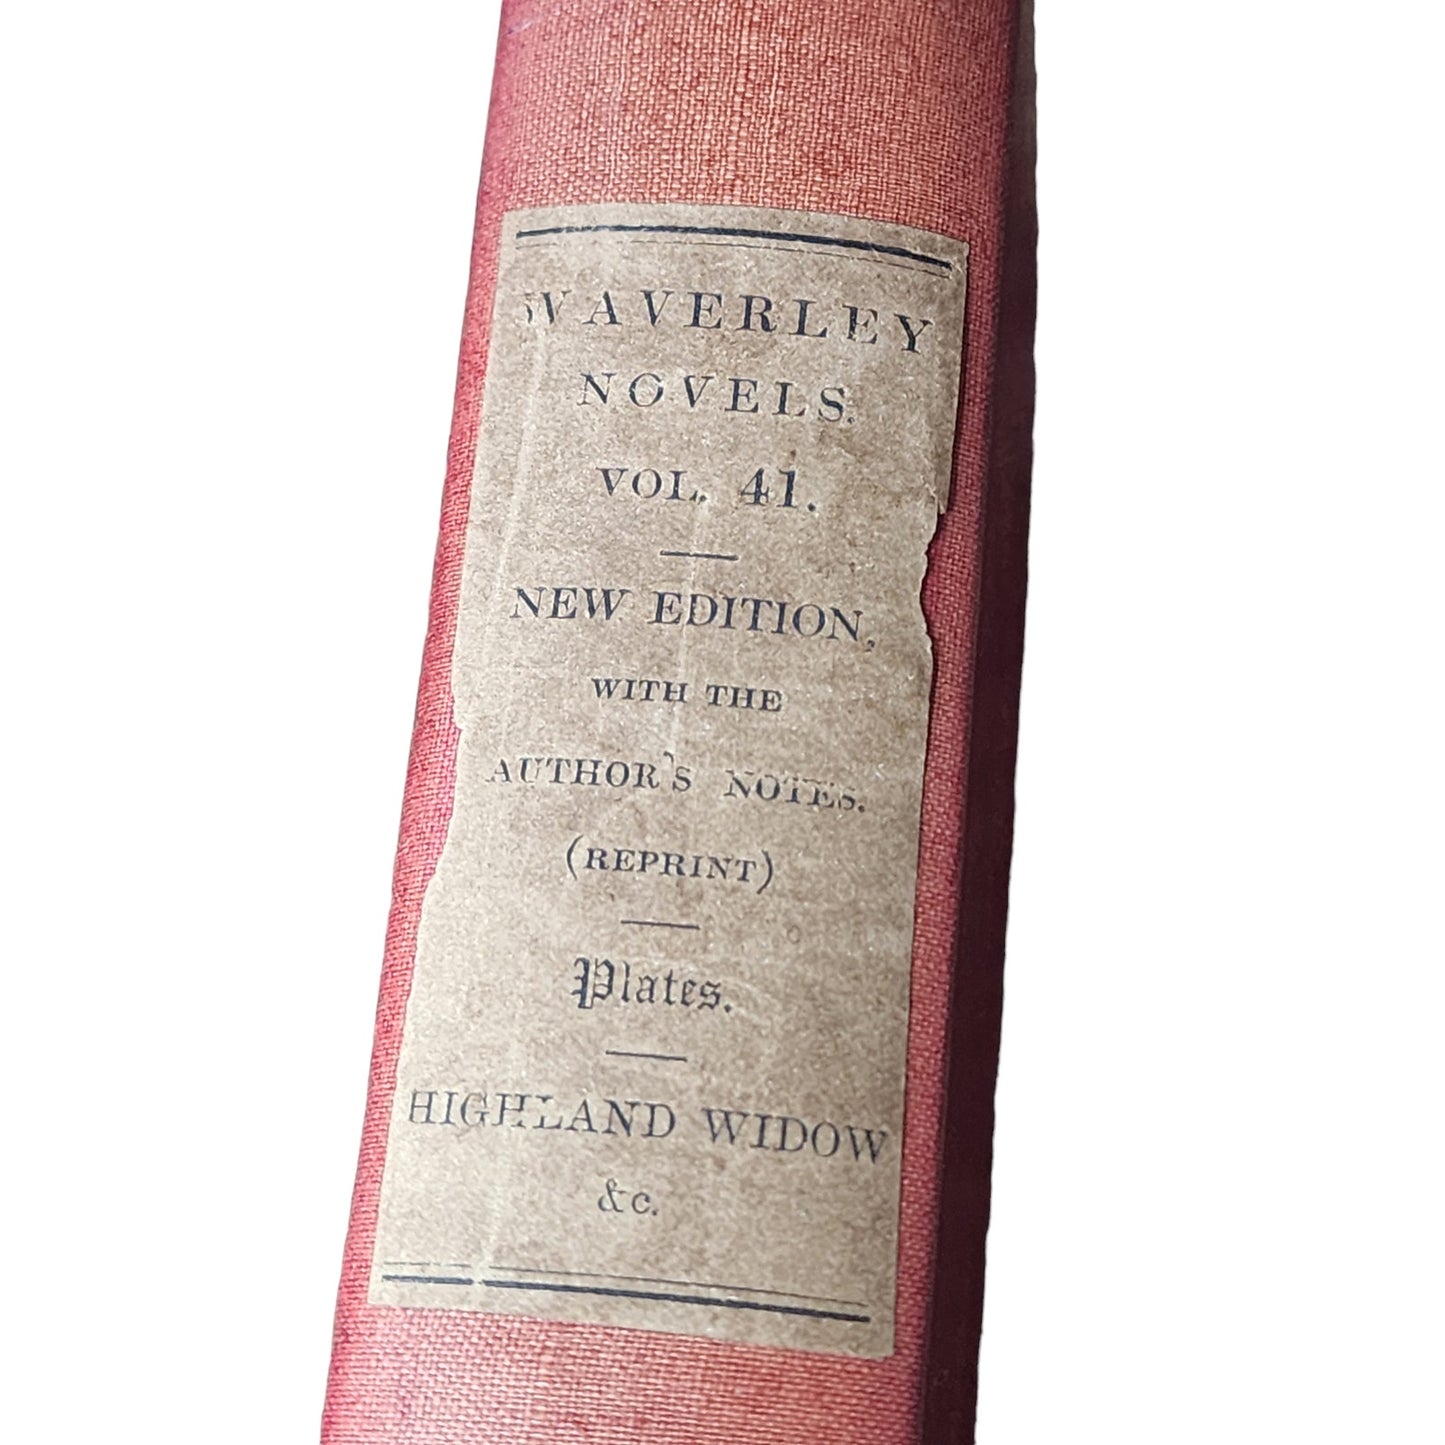 WAVERLEY
NOVELS.
VOL. 41.
NEW EDITION,
WITH THE
AUTHOR'S NOTES.
(REPRINT)
Plates.
HIGHLAND WIDOW
&c.